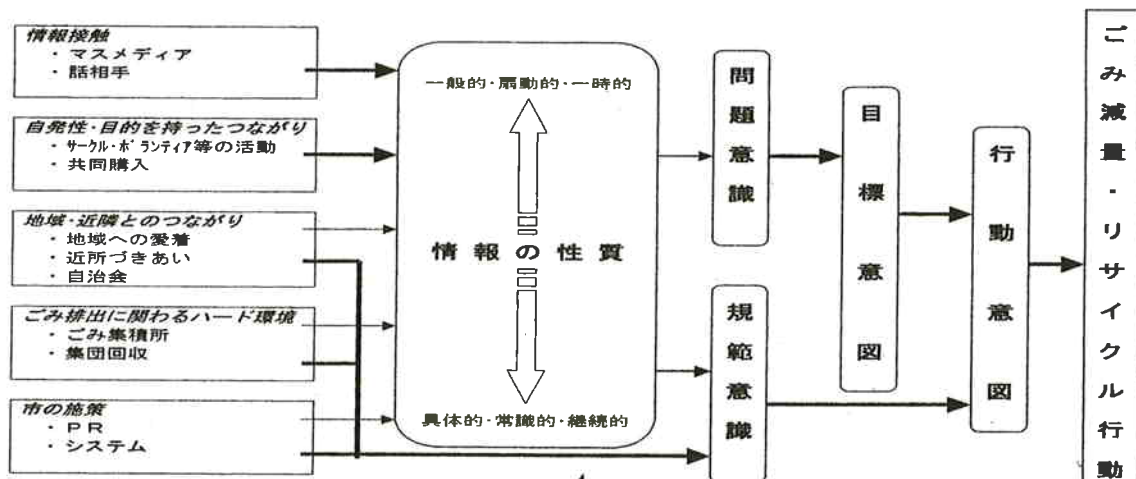 情報接触
・ マスメディア
・ 話相手
自発性・目的を持ったつながり
・ サークル・ボランティア等の活動
・ 共同購入
地域・近隣とのつながり
・ 地域への愛着
・ 近所づきあい
・ 自治会
ごみ排出に関わるハード環境
・ ごみ集積所
・ 集団回収
市の施策
・ PR
・ システム
一般的・扇動的・一時的
情報の性質
具体的・常識的・継続的
問題意識
規範意識
目標意図
行動意図
ごみ減量・リサイクル行動